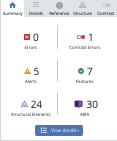 Summary Details Reference Structure Contrast
0 1
Errors Contrast Errors
5 7
Alerts Features
24 30
Structural Elements ARIA
View details ›